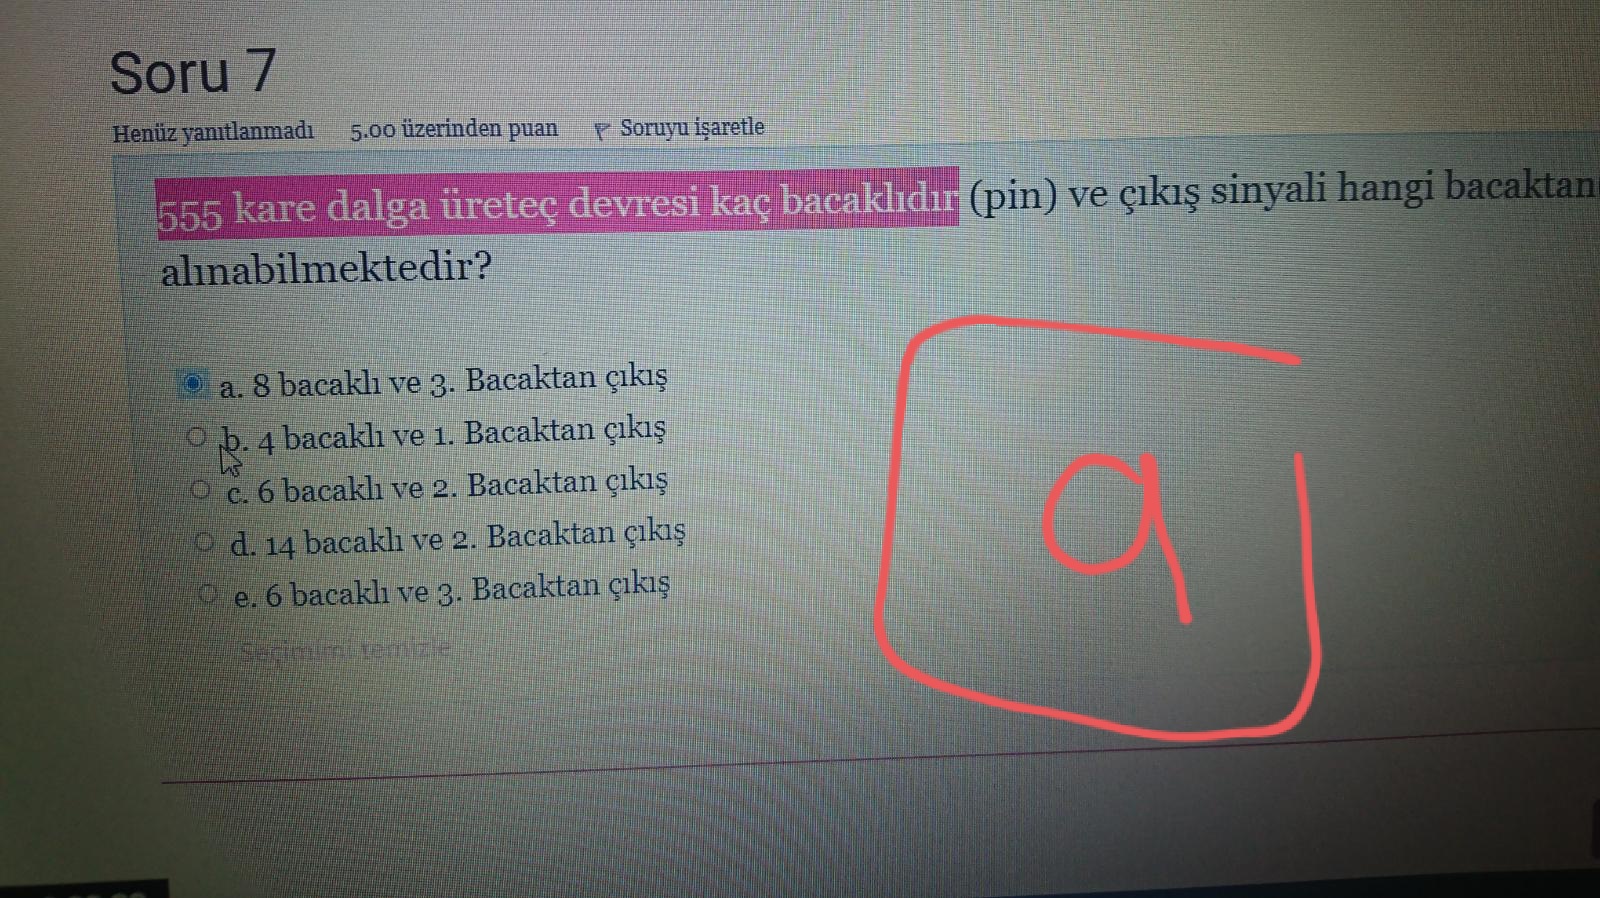 Soru 7
Henüz yanıtlanmadı 5.00 üzerinden puan Soruyu işaretle
555 kare dalga üreteç devresi kaç bacaklıdır (pin) ve çıkış sinyali hangi bacaktan
alınabilmektedir?
a. 8 bacaklı ve 3. Bacaktan çıkış
b. 4 bacaklı ve 1. Bacaktan çıkış
c. 6 bacaklı ve 2. Bacaktan çıkış
d. 14 bacaklı ve 2. Bacaktan çıkış
e. 6 bacaklı ve 3. Bacaktan çıkış
Seçimimi temizle
a